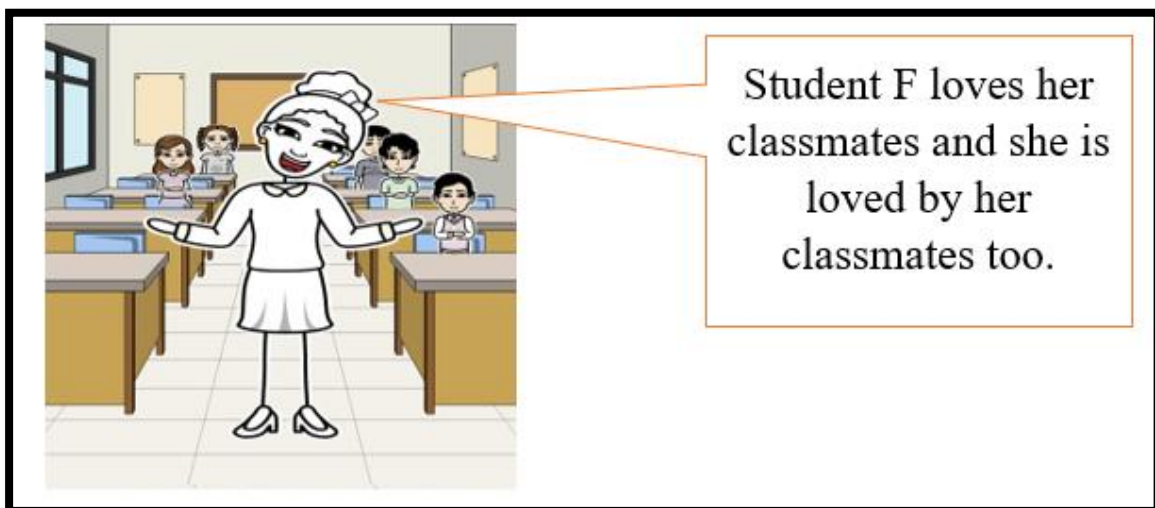 Student F loves her
classmates and she is
loved by her
classmates too.